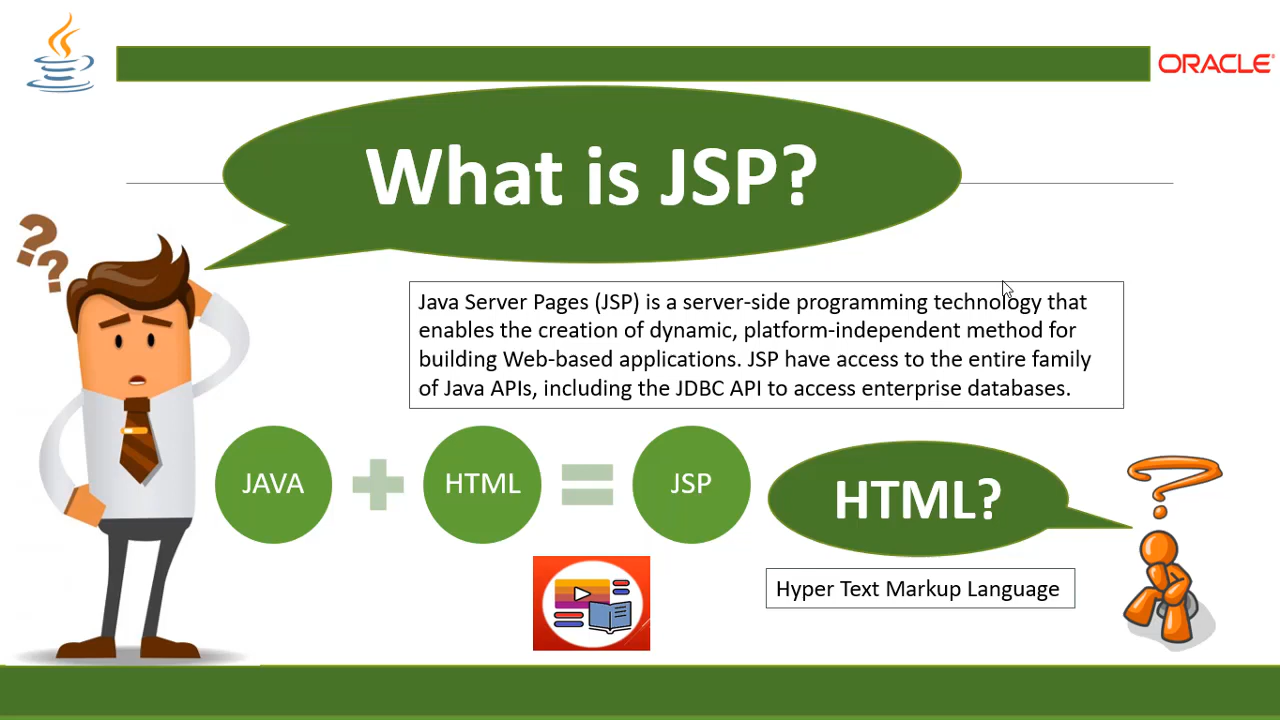 ORACLE
What is JSP?
??
Java Server Pages (JSP) is a server-side programming technology that
enables the creation of dynamic, platform-independent method for
building Web-based applications. JSP have access to the entire family
of Java APIs, including the JDBC API to access enterprise databases.
JAVA + HTML = JSP
HTML?
?
Hyper Text Markup Language